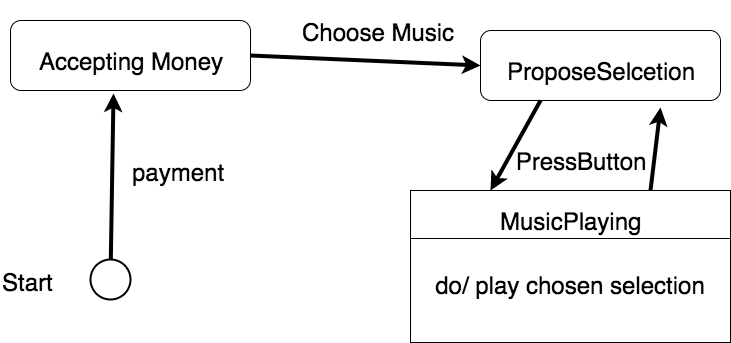 Choose Music
Accepting Money
ProposeSelcetion
payment
PressButton
MusicPlaying
Start
do/ play chosen selection